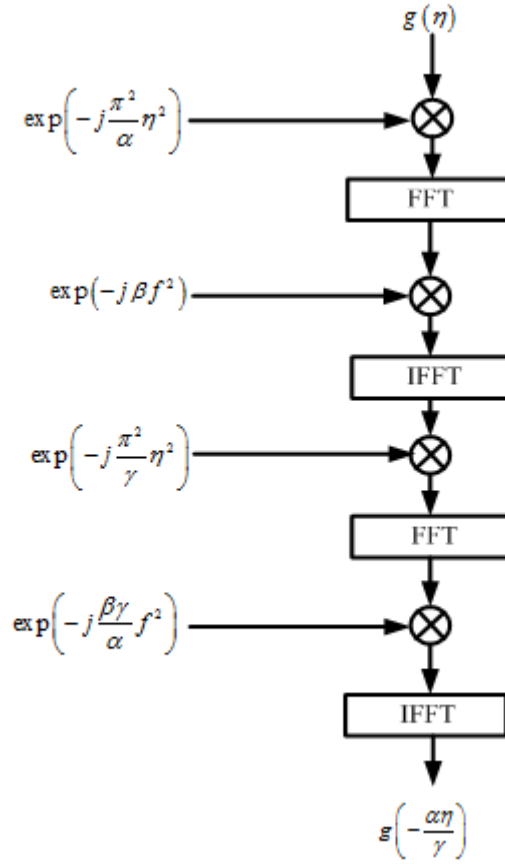 g(η)
exp(-j π²/α η²)
FFT
exp(-jβf²)
IFFT
exp(-j π²/γ η²)
FFT
exp(-j βγ/α f²)
IFFT
g(-αη/γ)